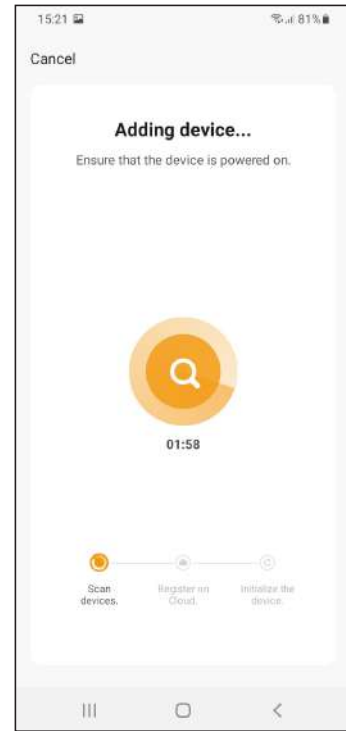 15:21 81%
Cancel
Adding device...
Ensure that the device is powered on.
01:58
Scan devices.
Register on Cloud.
Initialize the device.